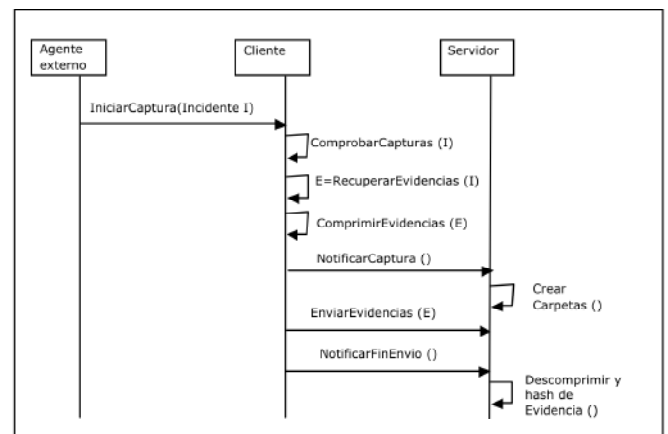 Agente
externo
Cliente
Servidor
IniciarCaptura(Incidente I)
ComprobarCapturas (I)
E=RecuperarEvidencias (I)
ComprimirEvidencias (E)
NotificarCaptura ()
Crear
Carpetas ()
EnviarEvidencias (E)
NotificarFinEnvio ()
Descomprimir y
hash de
Evidencia ()